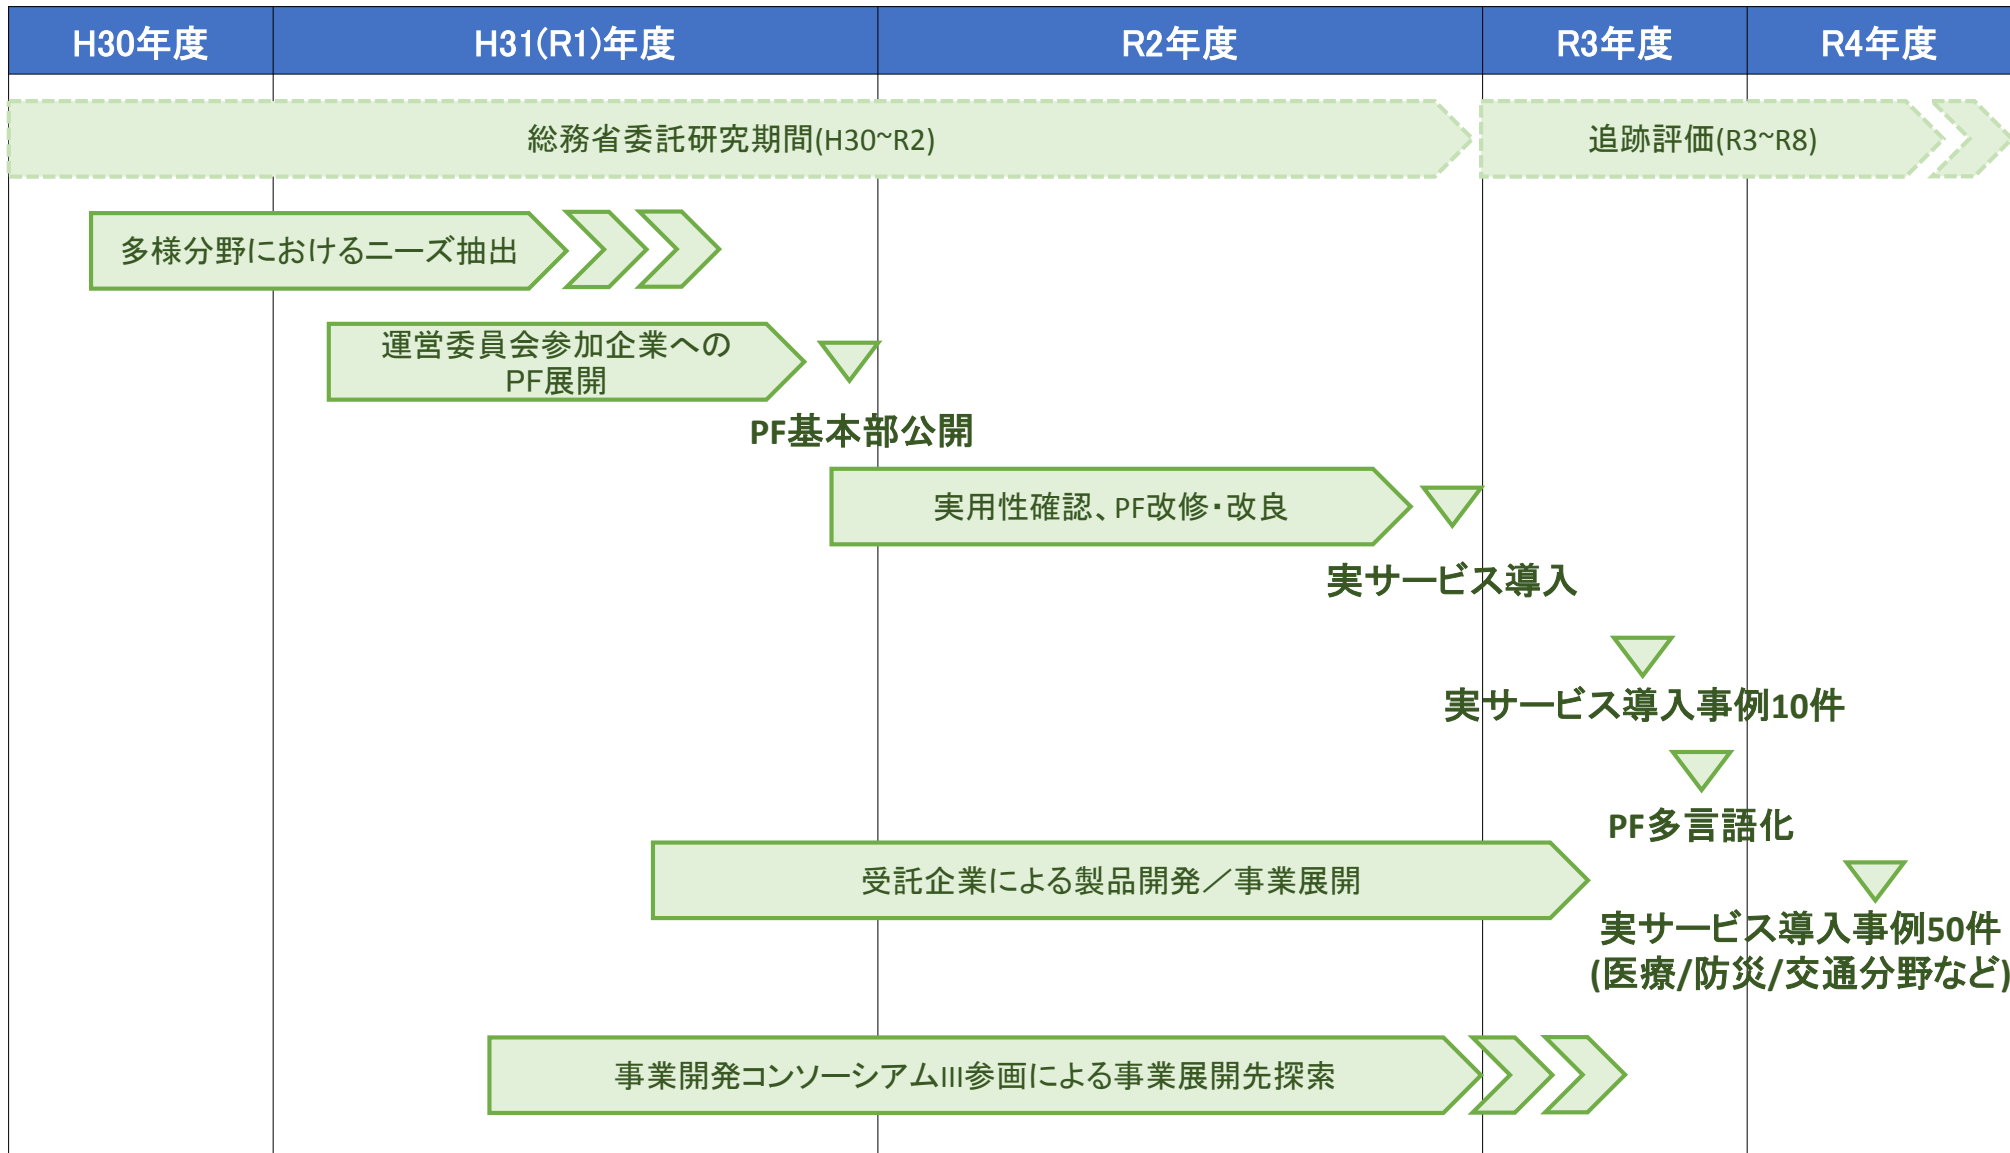 H30年度
H31(R1)年度
R2年度
R3年度
R4年度
総務省委託研究期間(H30~R2)
追跡評価(R3~R8)
多様分野におけるニーズ抽出
運営委員会参加企業への
PF展開
PF基本部公開
実用性確認、PF改修・改良
実サービス導入
実サービス導入事例10件
PF多言語化
受託企業による製品開発／事業展開
実サービス導入事例50件
(医療/防災/交通分野など)
事業開発コンソーシアムIII参画による事業展開先探索